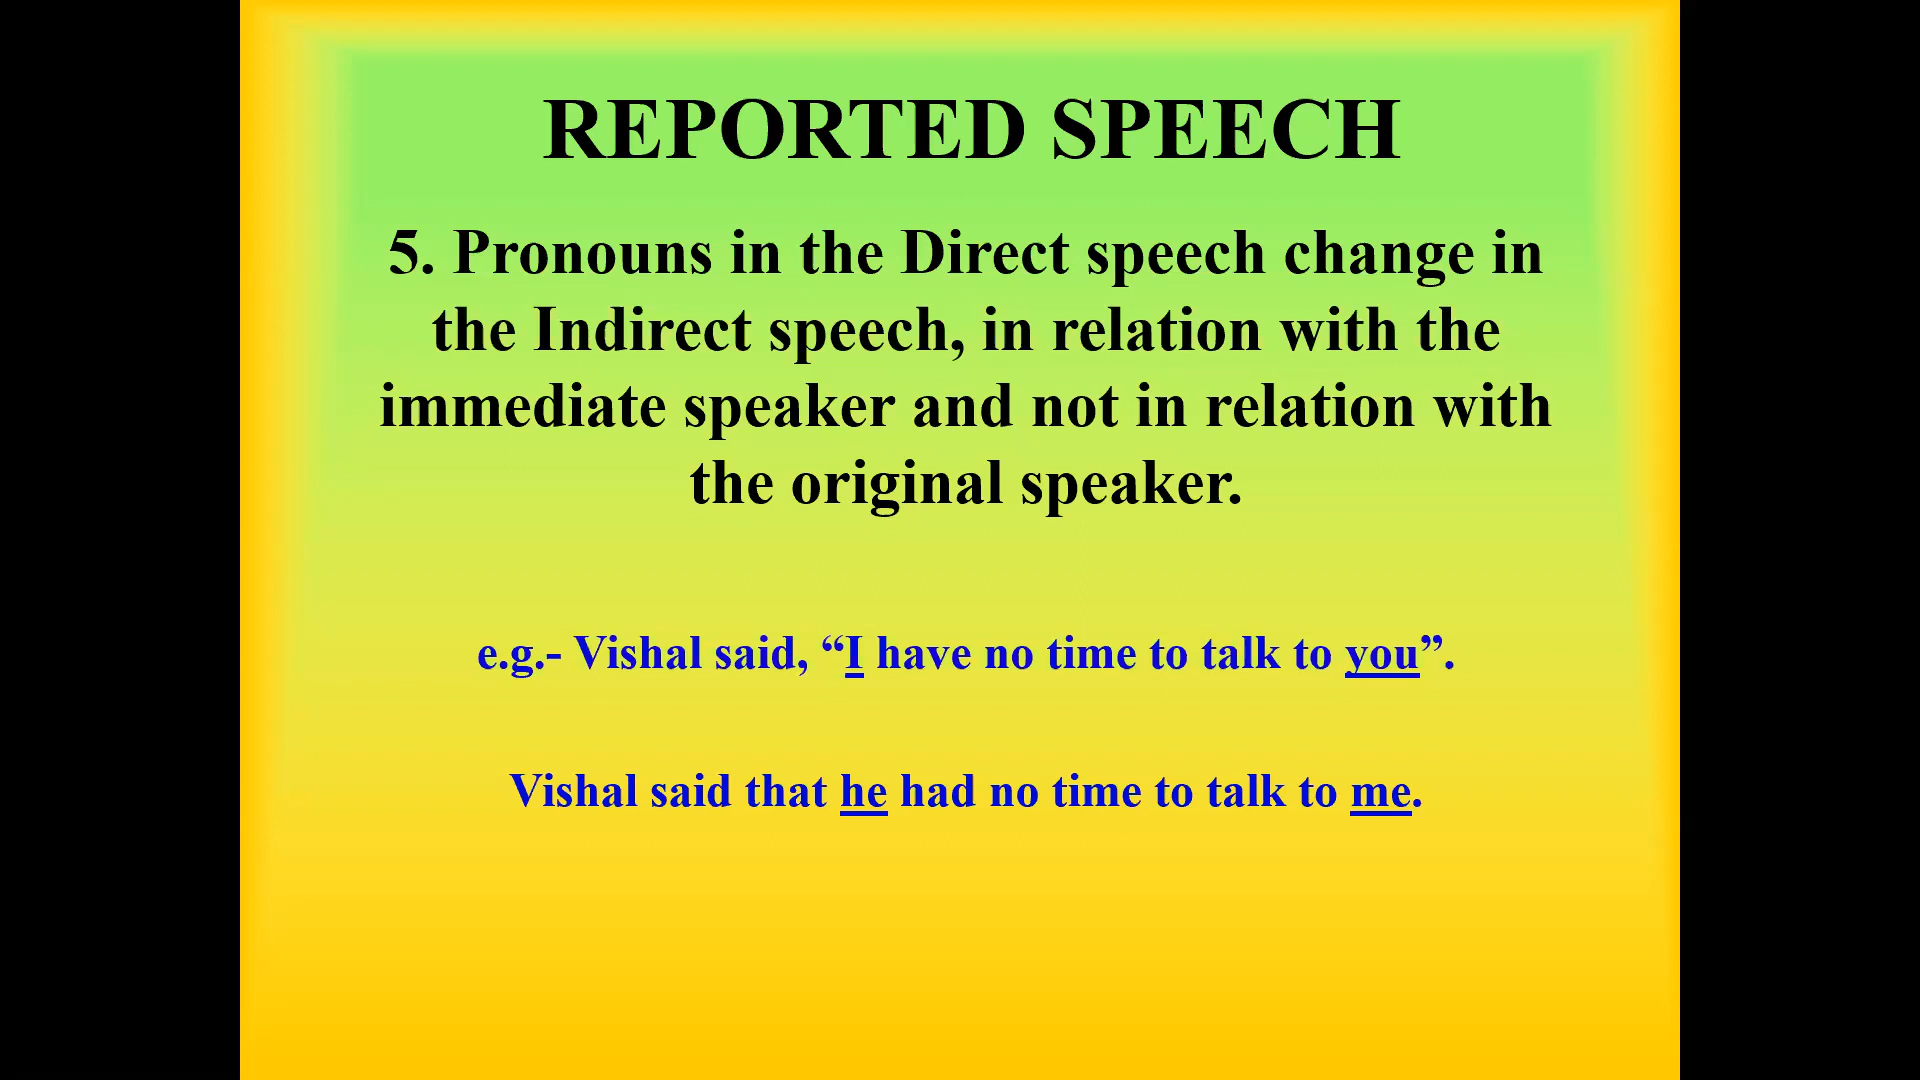 REPORTED SPEECH
5. Pronouns in the Direct speech change in
the Indirect speech, in relation with the
immediate speaker and not in relation with
the original speaker.
e.g.- Vishal said, “I have no time to talk to you”.
Vishal said that he had no time to talk to me.